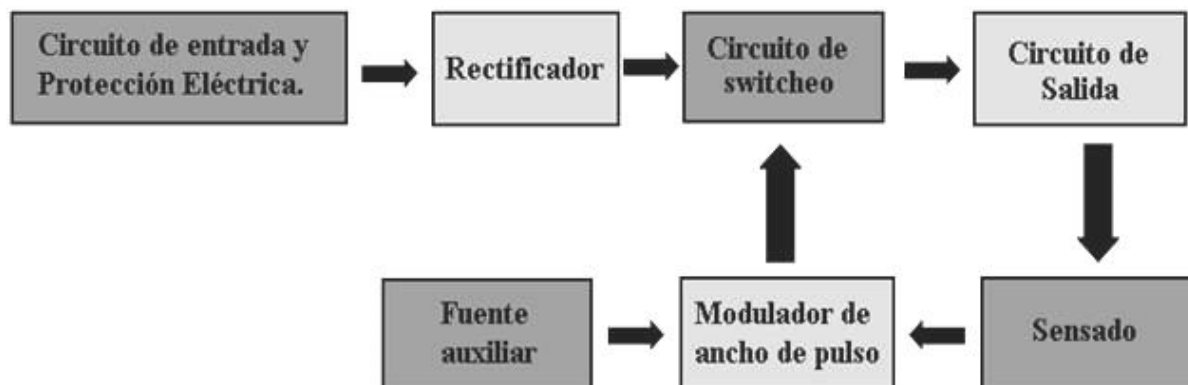 Circuito de entrada y
Protección Eléctrica.
Rectificador
Circuito de
switcheo
Circuito de
Salida
Fuente
auxiliar
Modulador de
ancho de pulso
Sensado